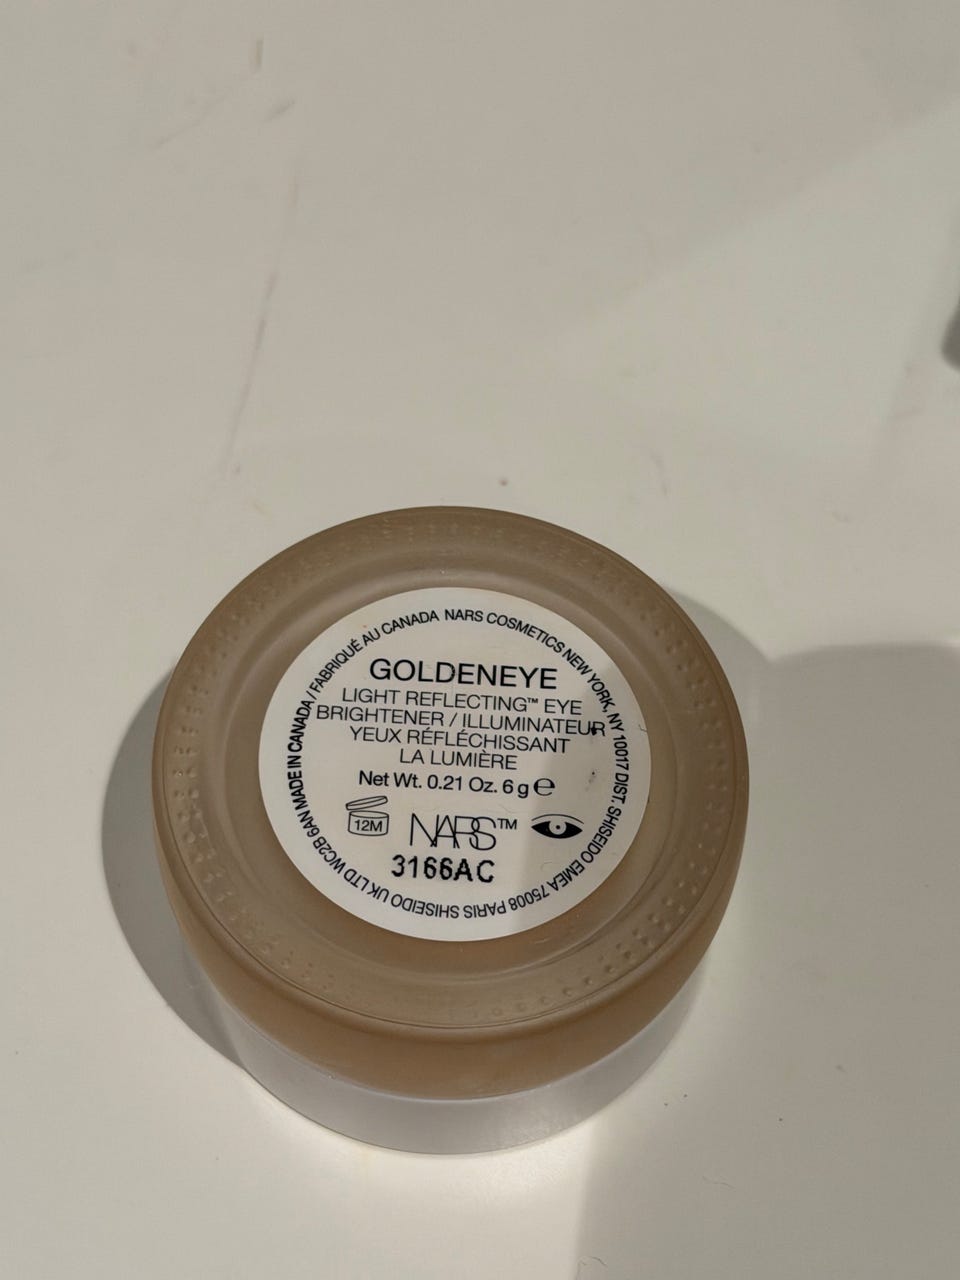 MADE IN CANADA / FABRIQUÉ AU CANADA NARS COSMETICS NEW YORK, NY 10017 DIST. SHISEIDO EMEA 75008 PARIS SHISEIDO UK LTD WC2B 6AN
GOLDENEYE
LIGHT REFLECTING™ EYE
BRIGHTENER / ILLUMINATEUR
YEUX RÉFLÉCHISSANT
LA LUMIÈRE
Net Wt. 0.21 Oz. 6 g ℮
12M
NARS™
3166AC